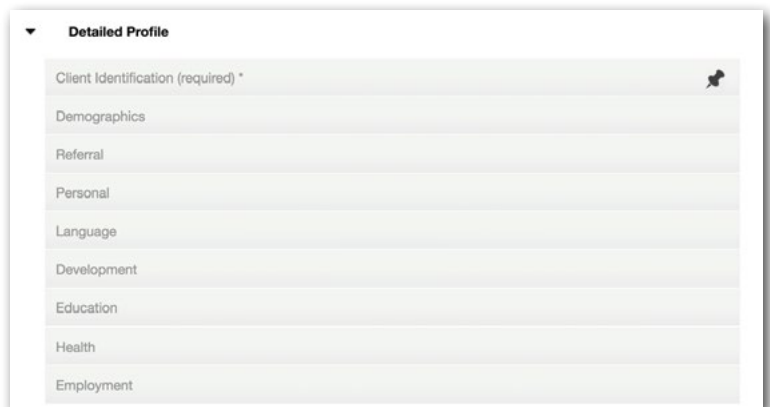 Detailed Profile
Client Identification (required) *
Demographics
Referral
Personal
Language
Development
Education
Health
Employment